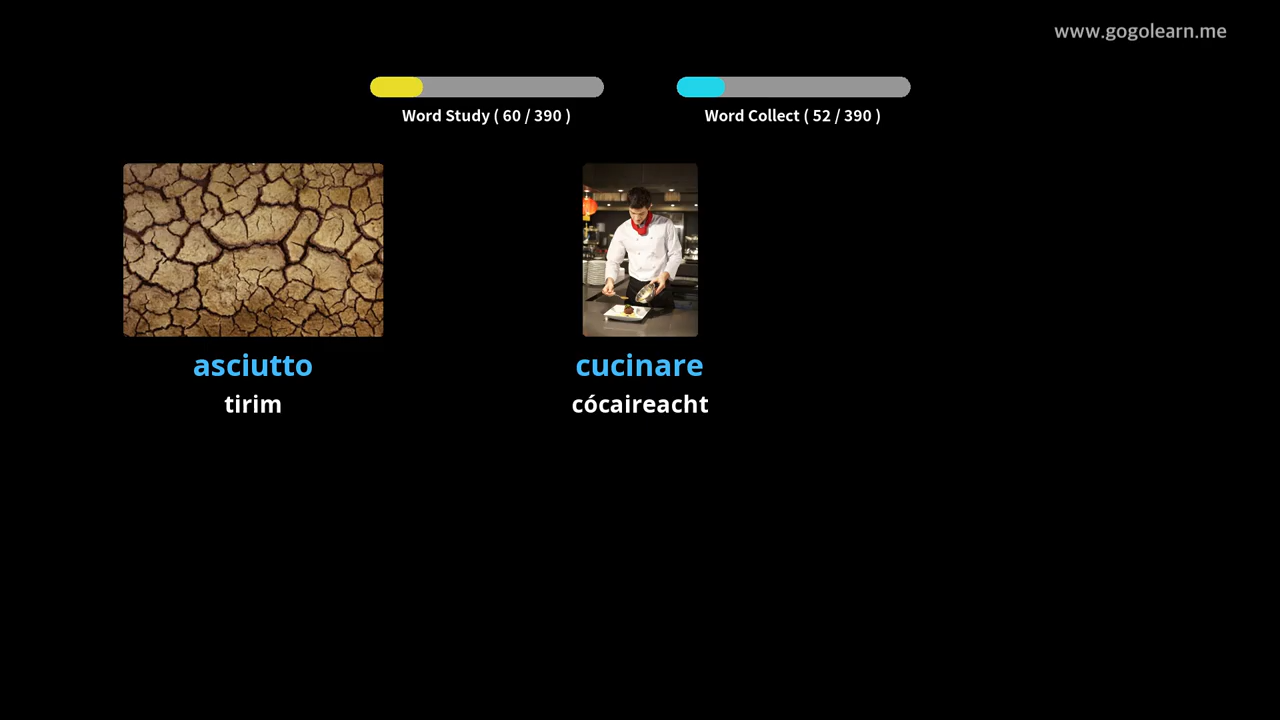 www.gogolearn.me
Word Study ( 60 / 390 )
Word Collect ( 52 / 390 )
asciutto
tirim
cucinare
cócaireacht